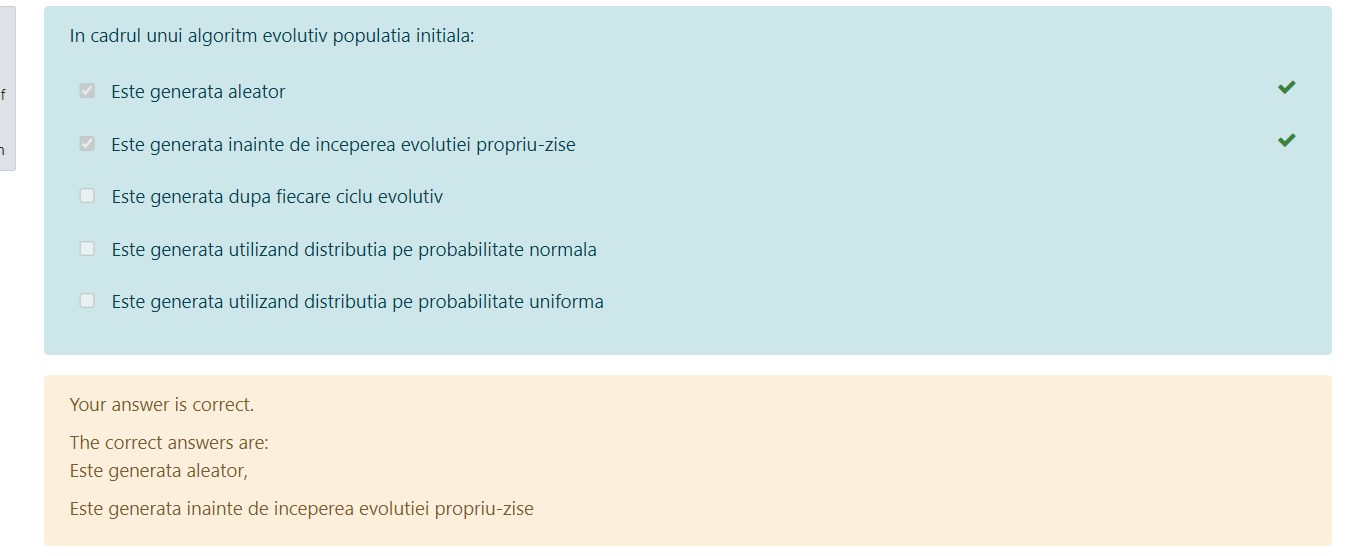 In cadrul unui algoritm evolutiv populatia initiala:
Este generata aleator
f
Este generata inainte de inceperea evolutiei propriu-zise
n
Este generata dupa fiecare ciclu evolutiv
Este generata utilizand distributia pe probabilitate normala
Este generata utilizand distributia pe probabilitate uniforma
Your answer is correct.
The correct answers are:
Este generata aleator,
Este generata inainte de inceperea evolutiei propriu-zise